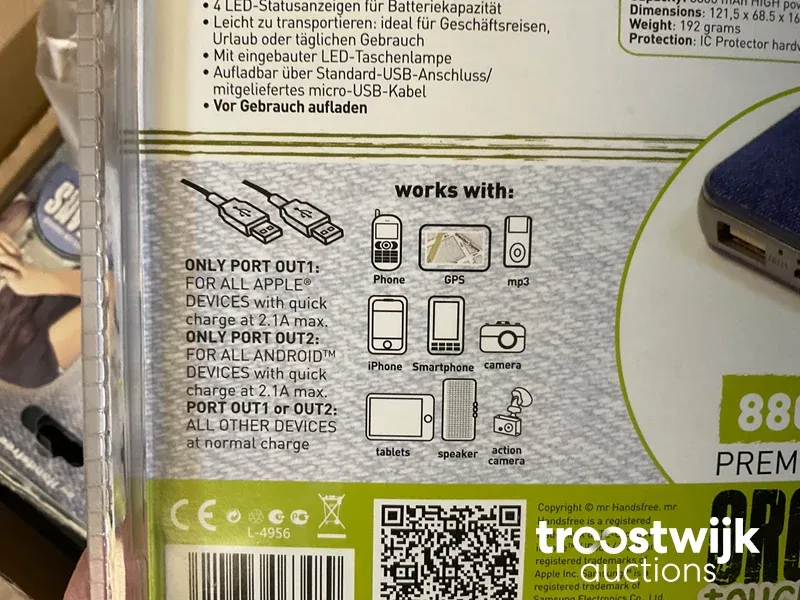 • 4 LED-Statusanzeigen für Batteriekapazität
• Leicht zu transportieren: ideal für Geschäftsreisen,
Urlaub oder täglichen Gebrauch
• Mit eingebauter LED-Taschenlampe
• Aufladbar über Standard-USB-Anschluss/
mitgeliefertes micro-USB-Kabel
• Vor Gebrauch aufladen
Dimensions: 121,5 x 68.5 x 16
Weight: 192 grams
Protection: IC Protector hardw
works with:
ONLY PORT OUT1:
FOR ALL APPLE®
DEVICES with quick
charge at 2.1A max.
ONLY PORT OUT2:
FOR ALL ANDROID™
DEVICES with quick
charge at 2.1A max.
PORT OUT1 or OUT2:
ALL OTHER DEVICES
at normal charge
Phone
GPS
mp3
iPhone
Smartphone
camera
tablets
speaker
action
camera
880
PREM
CE
L-4956
Copyright © mr Handsfree. mr
Handsfree is a registered
registered trademark of
troostwijk
auctions